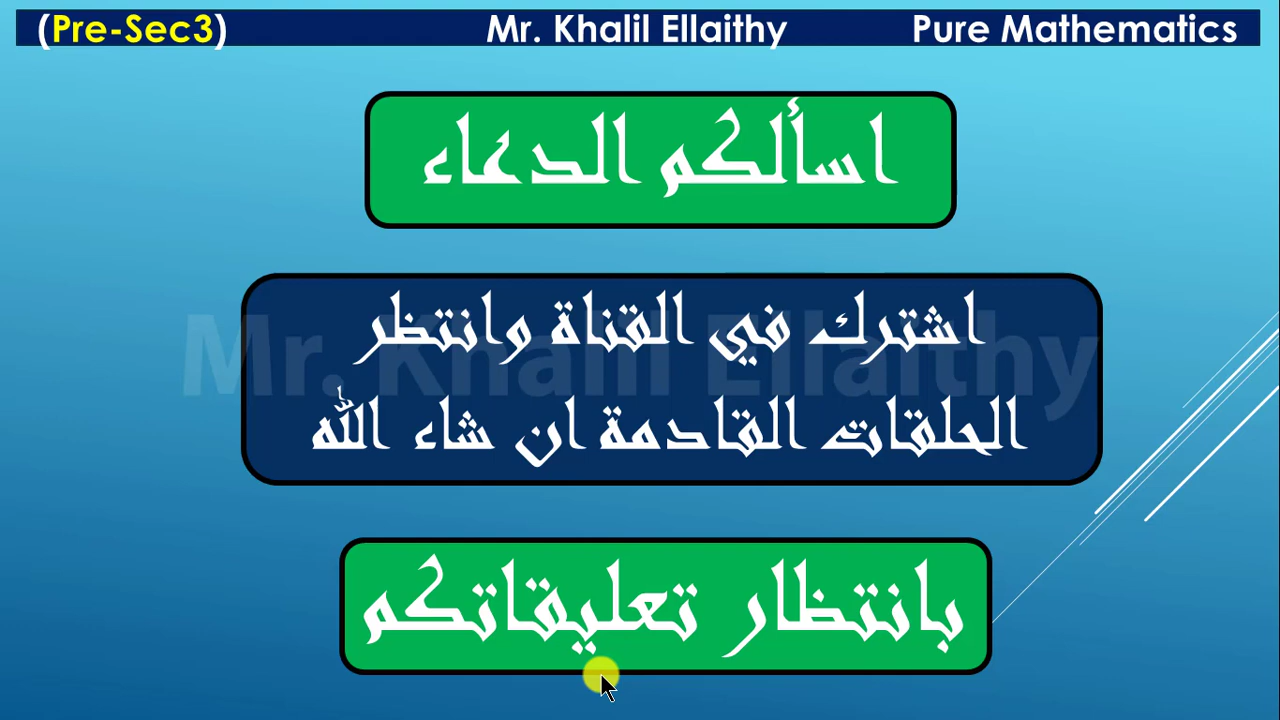 (Pre-Sec3) Mr. Khalil Ellaithy Pure Mathematics
اسألكم الدعاء
اشترك في القناة وانتظر
الحلقات القادمة ان شاء الله
بانتظار تعليقاتكم
Mr. Khalil Ellaithy